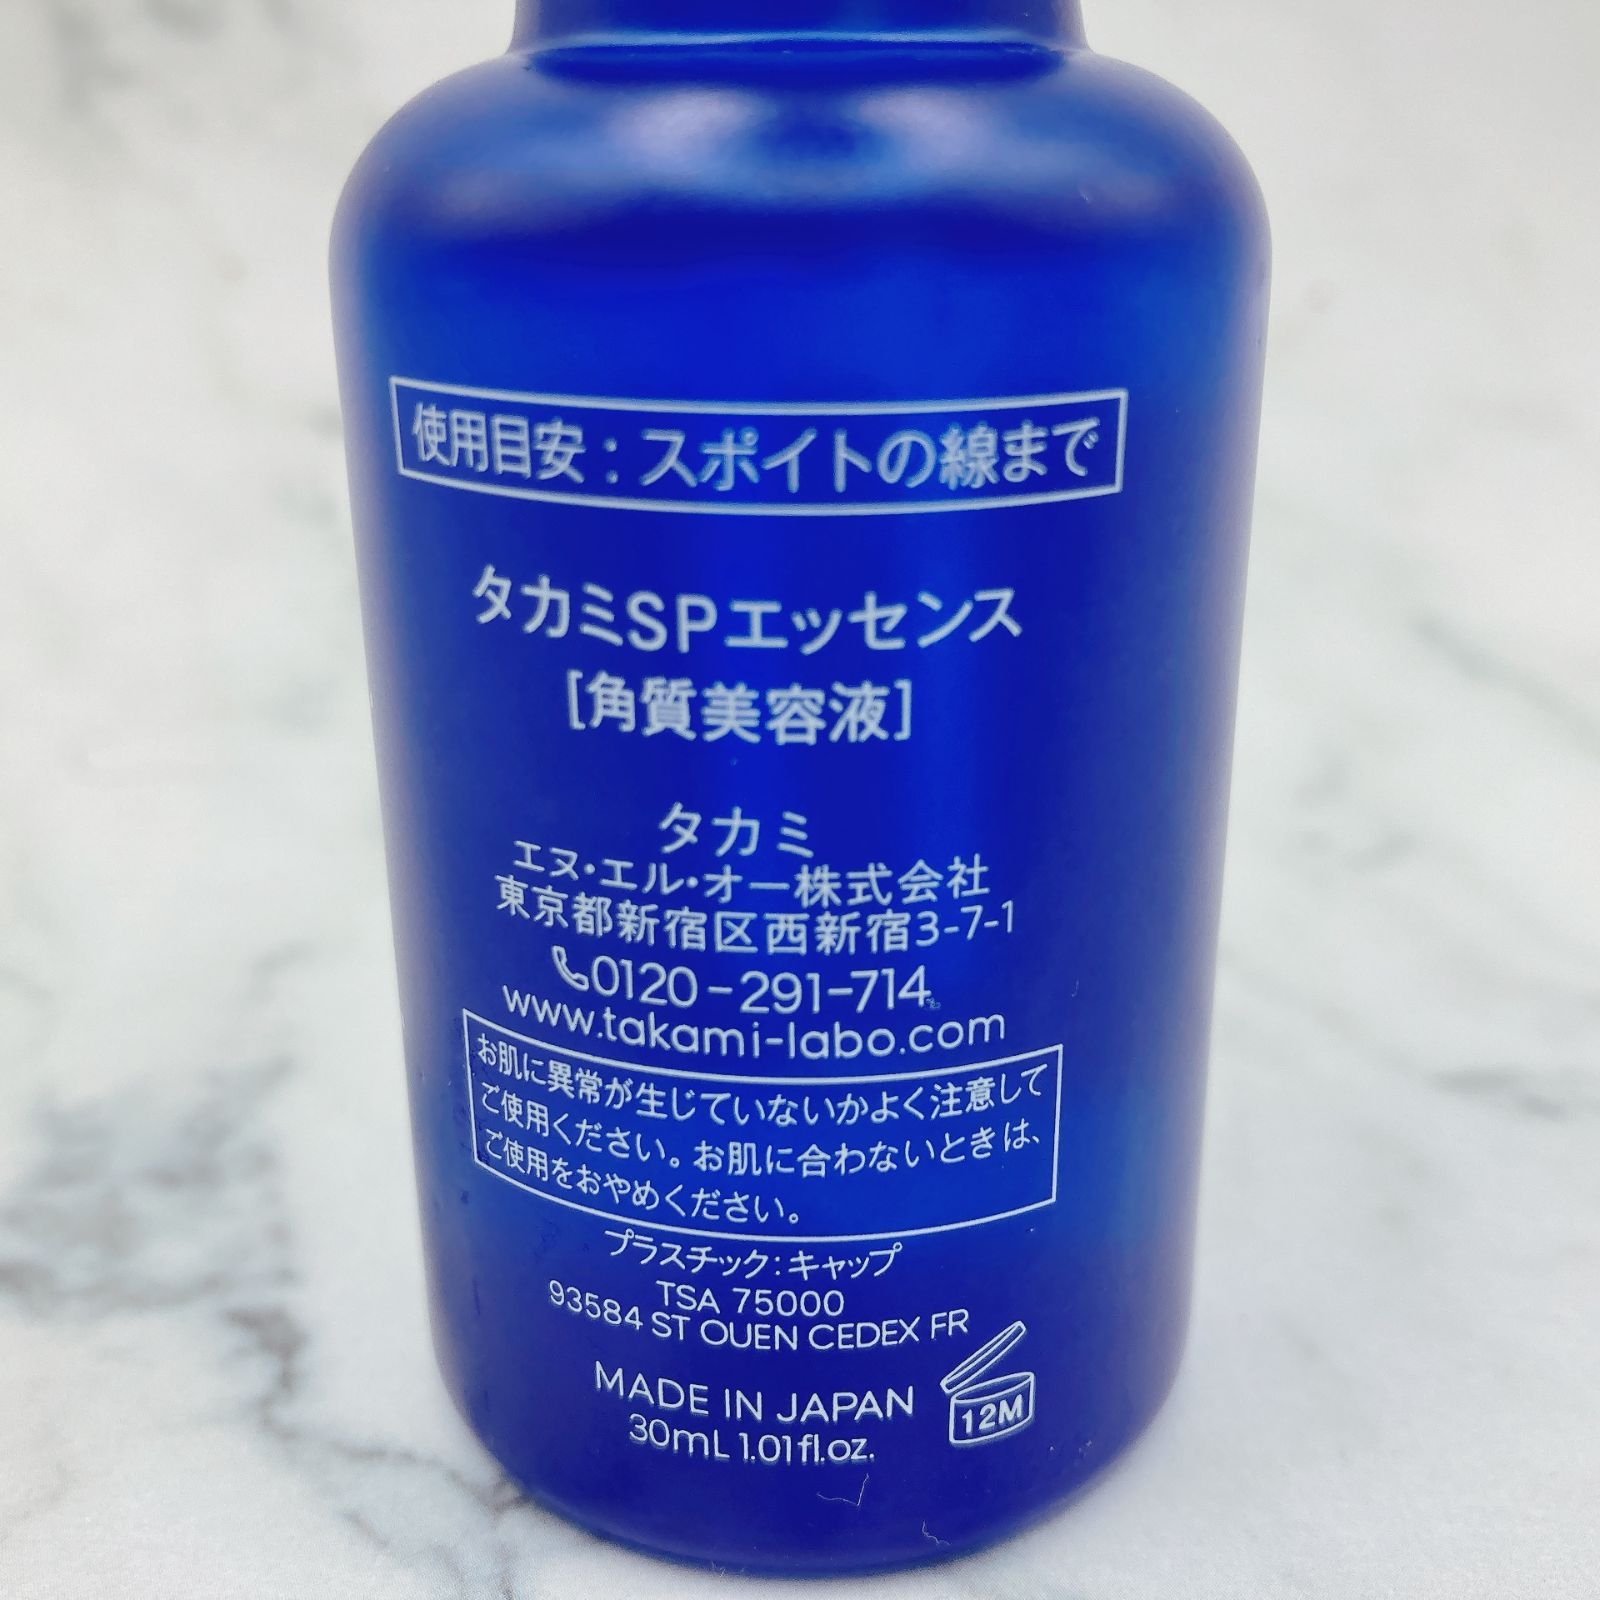 使用目安：スポイトの線まで
タカミSPエッセンス
[角質美容液]
タカミ
エヌ・エル・オー株式会社
東京都新宿区西新宿3-7-1
0120-291-714
www.takami-labo.com
お肌に異常が生じていないかよく注意して
ご使用ください。お肌に合わないときは、
ご使用をおやめください。
プラスチック:キャップ
TSA 75000
93584 ST OUEN CEDEX FR
MADE IN JAPAN
30mL 1.01fl.oz.
12M